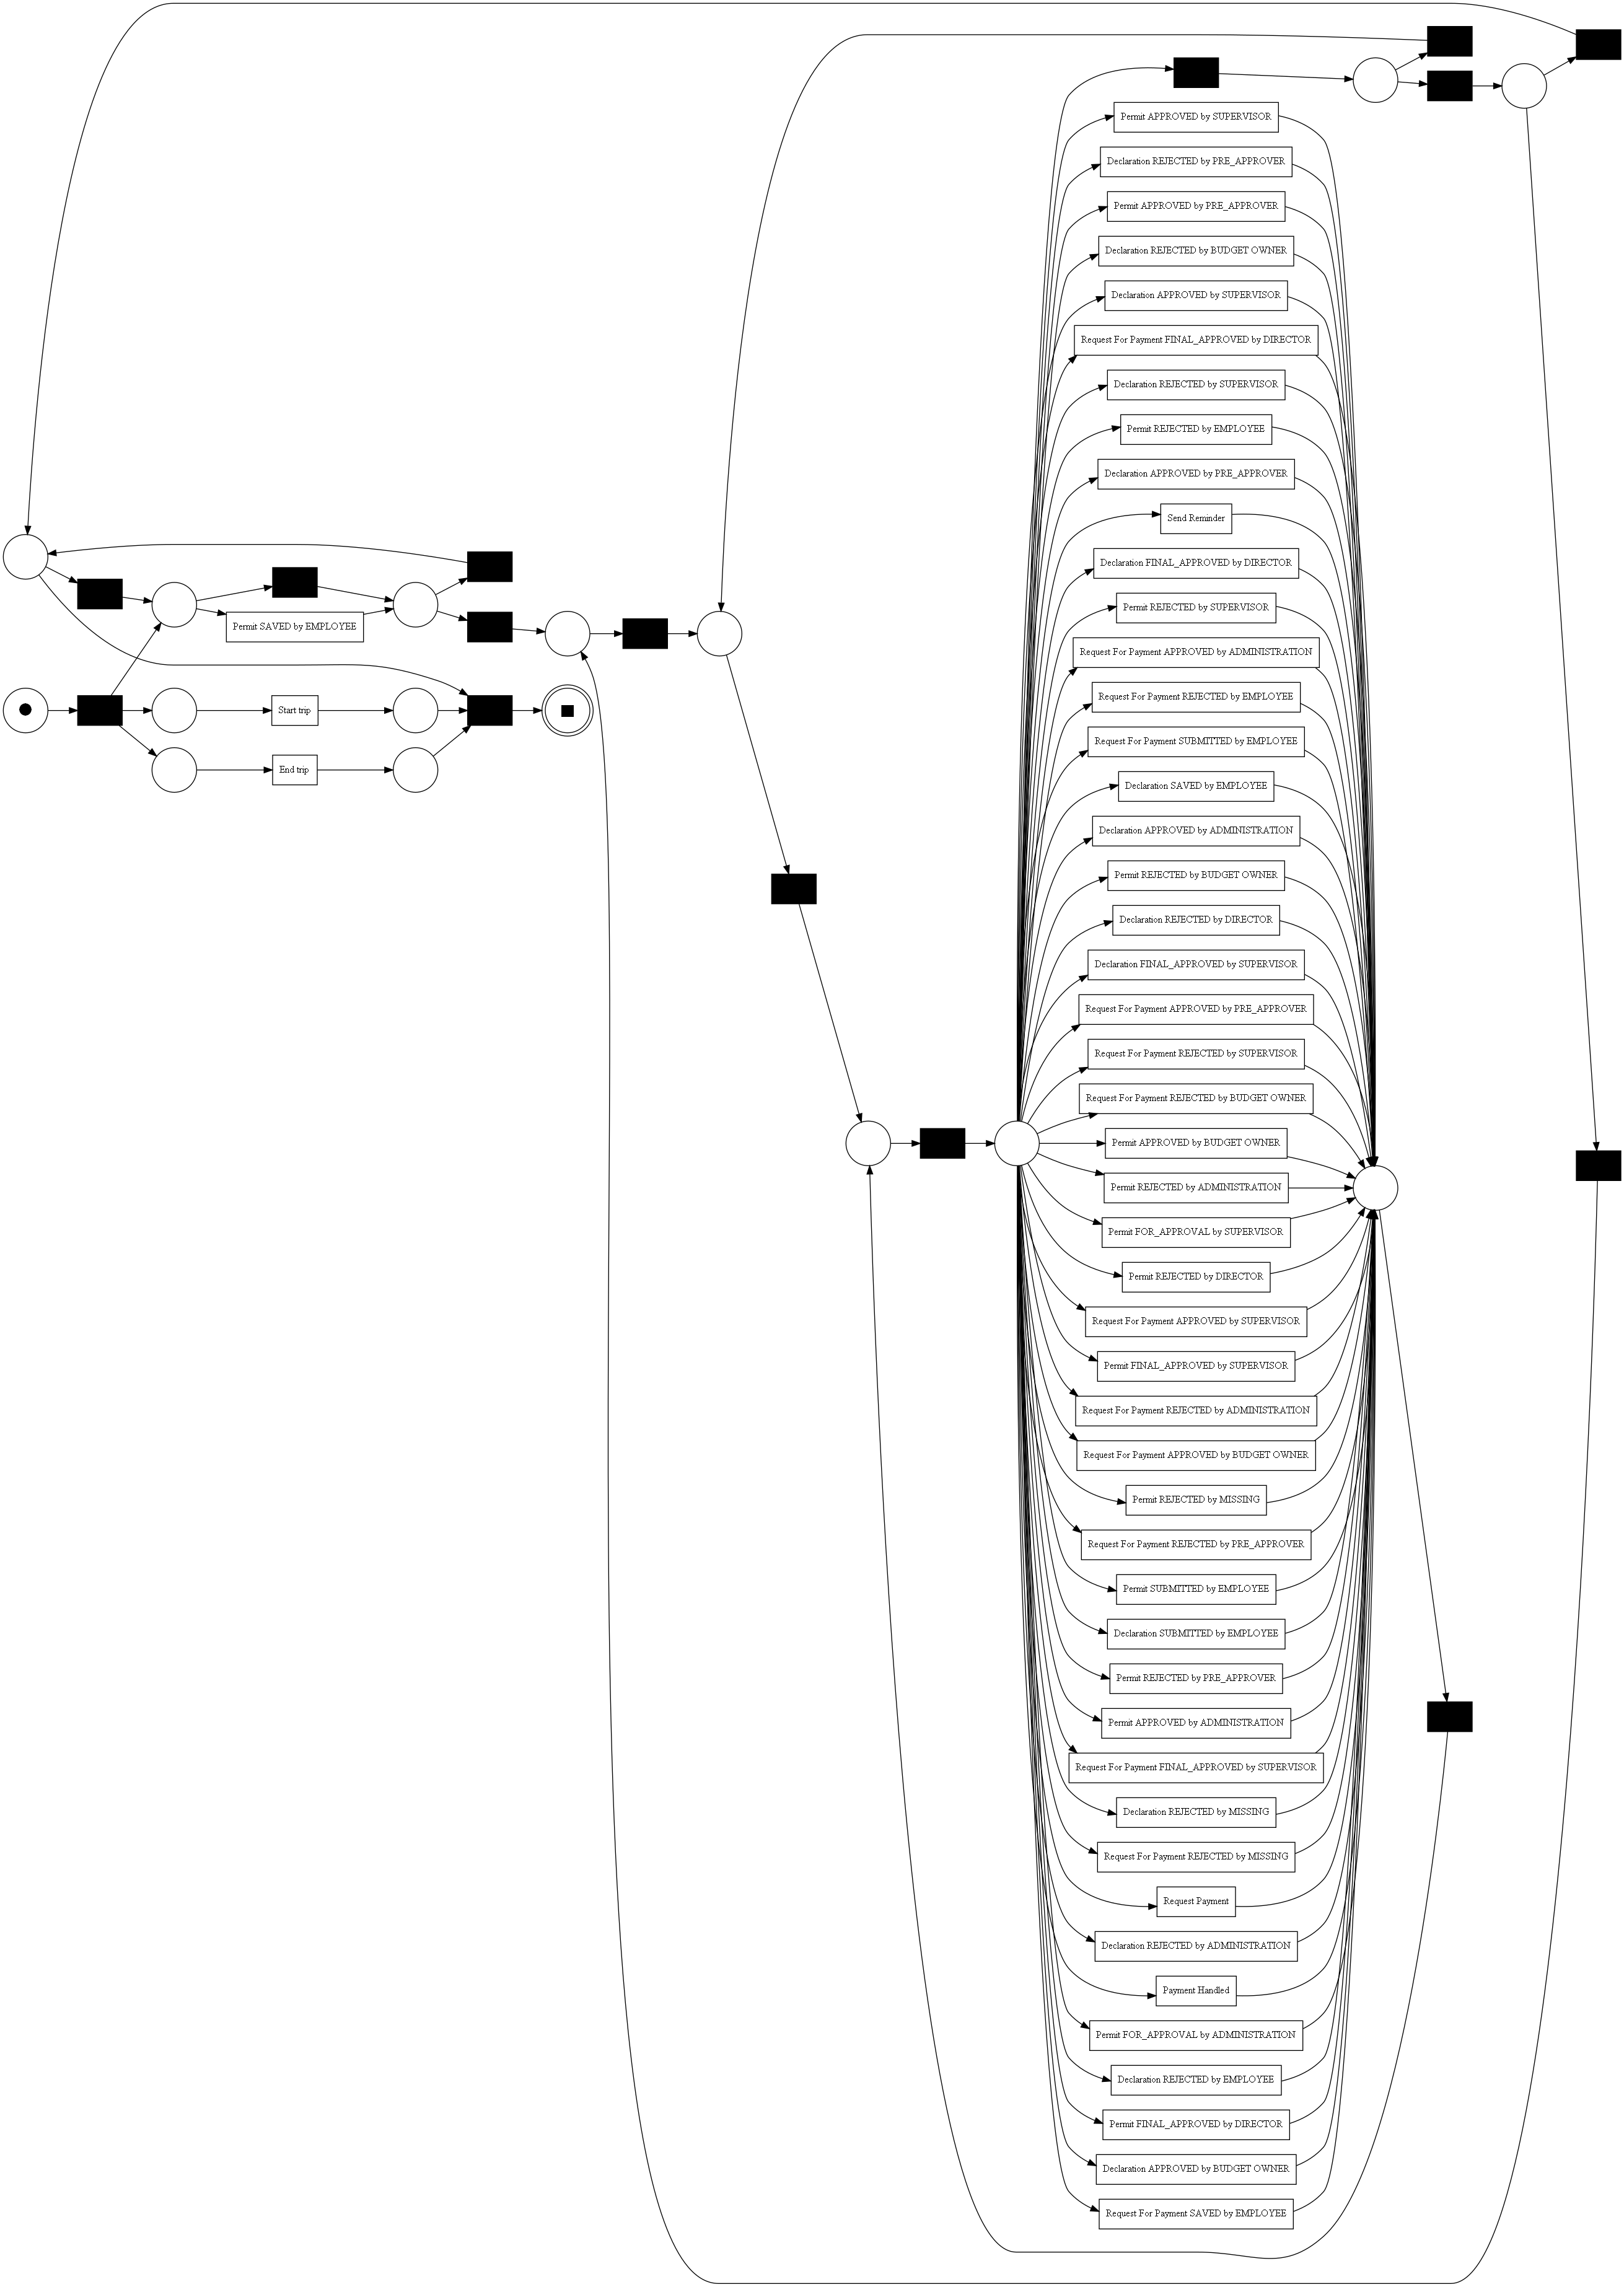 Permit APPROVED by SUPERVISOR
Declaration REJECTED by PRE_APPROVER
Permit APPROVED by PRE_APPROVER
Declaration REJECTED by BUDGET OWNER
Declaration APPROVED by SUPERVISOR
Request For Payment FINAL_APPROVED by DIRECTOR
Declaration REJECTED by SUPERVISOR
Permit REJECTED by EMPLOYEE
Declaration APPROVED by PRE_APPROVER
Send Reminder
Declaration FINAL_APPROVED by DIRECTOR
Permit REJECTED by SUPERVISOR
Permit SAVED by EMPLOYEE
Request For Payment APPROVED by ADMINISTRATION
Request For Payment REJECTED by EMPLOYEE
Start trip
Request For Payment SUBMITTED by EMPLOYEE
End trip
Declaration SAVED by EMPLOYEE
Declaration APPROVED by ADMINISTRATION
Permit REJECTED by BUDGET OWNER
Declaration REJECTED by DIRECTOR
Declaration FINAL_APPROVED by SUPERVISOR
Request For Payment APPROVED by PRE_APPROVER
Request For Payment REJECTED by SUPERVISOR
Request For Payment REJECTED by BUDGET OWNER
Permit APPROVED by BUDGET OWNER
Permit REJECTED by ADMINISTRATION
Permit FOR_APPROVAL by SUPERVISOR
Permit REJECTED by DIRECTOR
Request For Payment APPROVED by SUPERVISOR
Permit FINAL_APPROVED by SUPERVISOR
Request For Payment REJECTED by ADMINISTRATION
Request For Payment APPROVED by BUDGET OWNER
Permit REJECTED by MISSING
Request For Payment REJECTED by PRE_APPROVER
Permit SUBMITTED by EMPLOYEE
Declaration SUBMITTED by EMPLOYEE
Permit REJECTED by PRE_APPROVER
Permit APPROVED by ADMINISTRATION
Request For Payment FINAL_APPROVED by SUPERVISOR
Declaration REJECTED by MISSING
Request For Payment REJECTED by MISSING
Request Payment
Declaration REJECTED by ADMINISTRATION
Payment Handled
Permit FOR_APPROVAL by ADMINISTRATION
Declaration REJECTED by EMPLOYEE
Permit FINAL_APPROVED by DIRECTOR
Declaration APPROVED by BUDGET OWNER
Request For Payment SAVED by EMPLOYEE